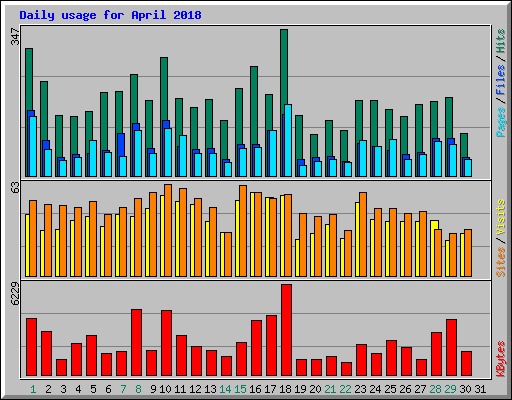 Daily usage for April 2018
347
Pages / Files / Hits
63
Sites / Visits
6229
KBytes
1 2 3 4 5 6 7 8 9 10 11 12 13 14 15 16 17 18 19 20 21 22 23 24 25 26 27 28 29 30 31